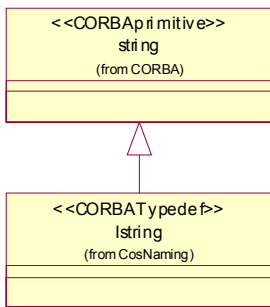 <<CORBAprimitive>>
string
(from CORBA)
<<CORBATypedef>>
Istring
(from CosNaming)